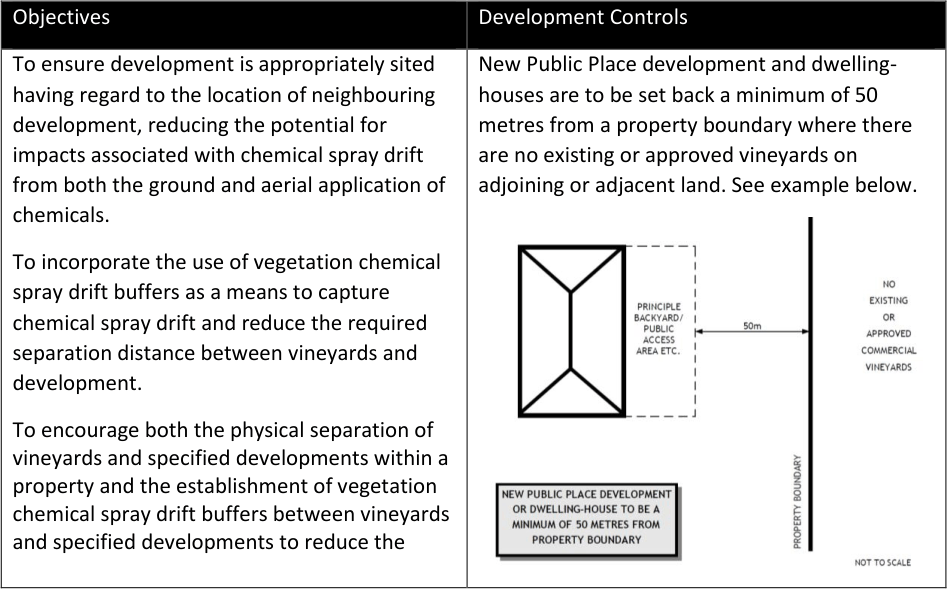 Objectives
Development Controls
To ensure development is appropriately sited
having regard to the location of neighbouring
development, reducing the potential for
impacts associated with chemical spray drift
from both the ground and aerial application of
chemicals.
To incorporate the use of vegetation chemical
spray drift buffers as a means to capture
chemical spray drift and reduce the required
separation distance between vineyards and
development.
To encourage both the physical separation of
vineyards and specified developments within a
property and the establishment of vegetation
chemical spray drift buffers between vineyards
and specified developments to reduce the
New Public Place development and dwelling-
houses are to be set back a minimum of 50
metres from a property boundary where there
are no existing or approved vineyards on
adjoining or adjacent land. See example below.
PRINCIPLE
BACKYARD/
PUBLIC
ACCESS
AREA ETC.
50m
NO
EXISTING
OR
APPROVED
COMMERCIAL
VINEYARDS
PROPERTY BOUNDARY
NEW PUBLIC PLACE DEVELOPMENT
OR DWELLING-HOUSE TO BE A
MINIMUM OF 50 METRES FROM
PROPERTY BOUNDARY
NOT TO SCALE